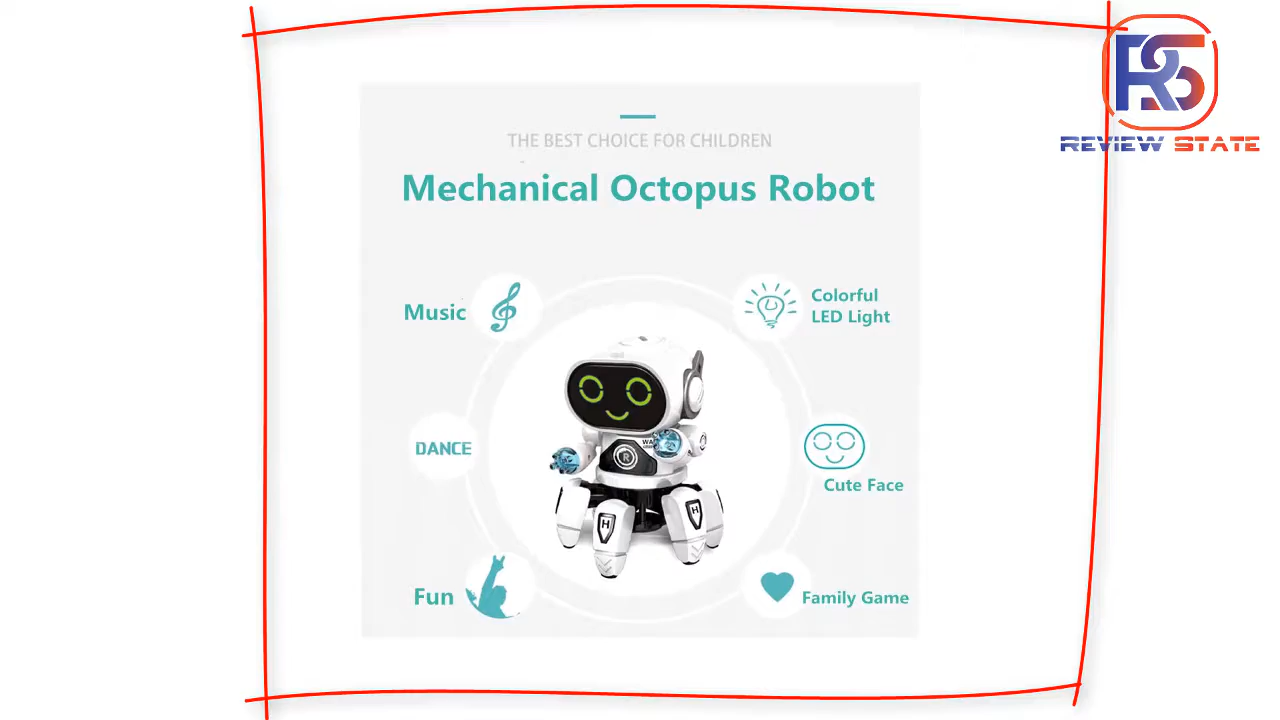 THE BEST CHOICE FOR CHILDREN
Mechanical Octopus Robot
Music
Colorful
LED Light
DANCE
Cute Face
Fun
Family Game
R
H
H
RS
REVIEW STATE